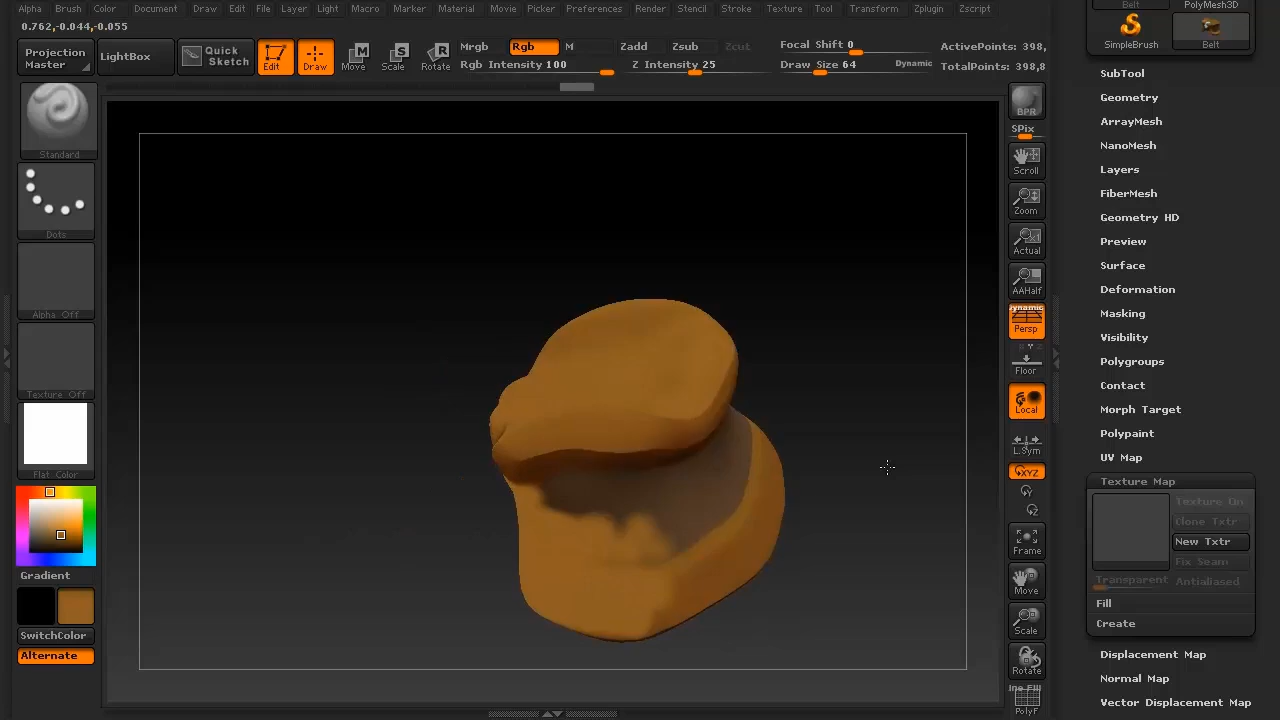 Alpha Brush Color Document Draw Edit File Layer Light Macro Marker Material Movie Picker Preferences Render Stencil Stroke Texture Tool Transform Zplugin Zscript
0.762,-0.044,-0.055
Projection Master
LightBox
Quick Sketch
Edit
Draw
Move
Scale
Rotate
Mrgb Rgb M Zadd Zsub Zcut
Rgb Intensity 100 Z Intensity 25
Focal Shift 0
Draw Size 64 Dynamic
ActivePoints: 398,
TotalPoints: 398,8
Standard
Dots
Alpha Off
Texture Off
Flat Color
Gradient
SwitchColor
Alternate
BPR
SPix
Scroll
Zoom
Actual
AAHalf
Dynamic
Persp
Floor
Local
L.Sym
XYZ
Frame
Move
Scale
Rotate
PolyF
Belt PolyMesh3D
SimpleBrush Belt
SubTool
Geometry
ArrayMesh
NanoMesh
Layers
FiberMesh
Geometry HD
Preview
Surface
Deformation
Masking
Visibility
Polygroups
Contact
Morph Target
Polypaint
UV Map
Texture Map
Texture On
Clone Txtr
New Txtr
Fix Seam
Transparent Antialiased
Fill
Create
Displacement Map
Normal Map
Vector Displacement Map